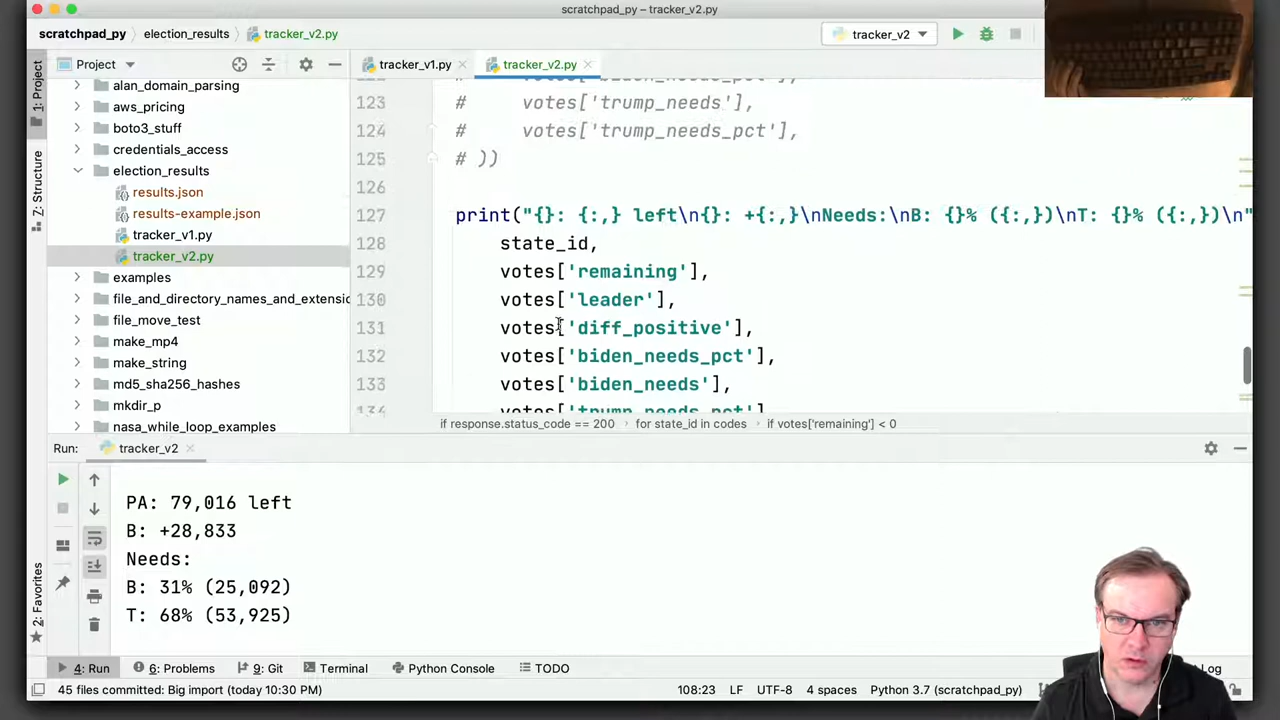 scratchpad_py – tracker_v2.py
scratchpad_py
election_results
tracker_v2.py
tracker_v2
1: Project
Project
tracker_v1.py
tracker_v2.py
alan_domain_parsing
aws_pricing
boto3_stuff
credentials_access
election_results
results.json
results-example.json
tracker_v1.py
tracker_v2.py
examples
file_and_directory_names_and_extensio
file_move_test
make_mp4
make_string
md5_sha256_hashes
mkdir_p
nasa_while_loop_examples
Z: Structure
123 # votes['trump_needs'],
124 # votes['trump_needs_pct'],
125 # ))
126
127 print("{}: {:,} left\n{}: +{:,}\nNeeds:\nB: {}% ({:,})\nT: {}% ({:,})\n"
128 state_id,
129 votes['remaining'],
130 votes['leader'],
131 votes['diff_positive'],
132 votes['biden_needs_pct'],
133 votes['biden_needs'],
134 votes['trump_needs_pct']
if response.status_code == 200 › for state_id in codes › if votes['remaining'] < 0
Run: tracker_v2
PA: 79,016 left
B: +28,833
Needs:
B: 31% (25,092)
T: 68% (53,925)
2: Favorites
4: Run
6: Problems
9: Git
Terminal
Python Console
TODO
Log
45 files committed: Big import (today 10:30 PM)
108:23
LF
UTF-8
4 spaces
Python 3.7 (scratchpad_py)